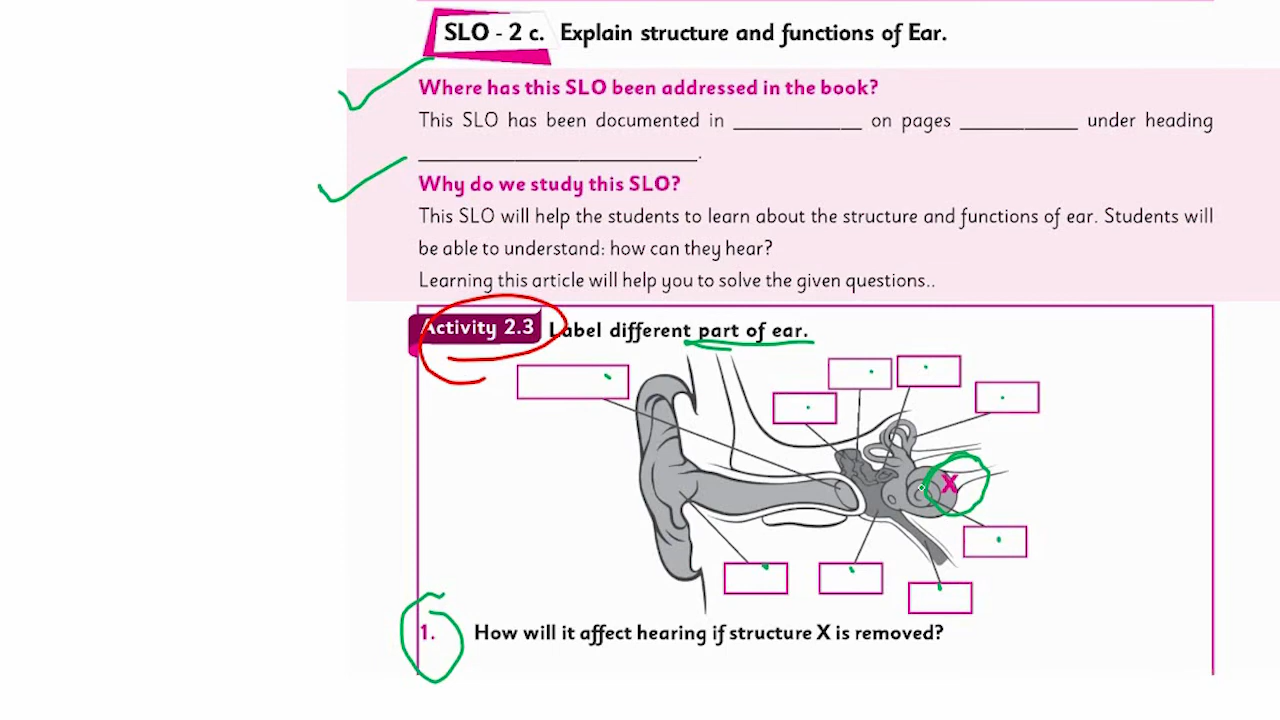 SLO - 2 c. Explain structure and functions of Ear.
Where has this SLO been addressed in the book?
This SLO has been documented in ____________ on pages ___________ under heading
__________________________.
Why do we study this SLO?
This SLO will help the students to learn about the structure and functions of ear. Students will
be able to understand: how can they hear?
Learning this article will help you to solve the given questions..
Activity 2.3 Label different part of ear.
X
1. How will it affect hearing if structure X is removed?